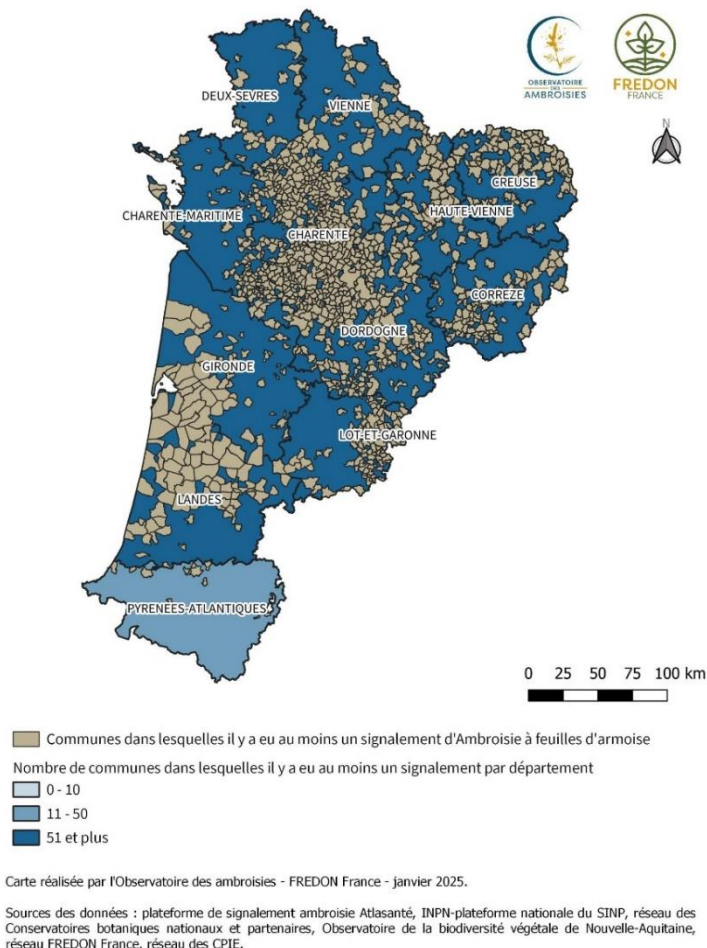 OBSERVATOIRE
DES
AMBROISIES
FREDON
FRANCE
N
DEUX-SEVRES
VIENNE
CREUSE
CHARENTE-MARITIME
HAUTE-VIENNE
CHARENTE
CORREZE
DORDOGNE
GIRONDE
LOT-ET-GARONNE
LANDES
PYRENEES-ATLANTIQUES
0 25 50 75 100 km
Communes dans lesquelles il y a eu au moins un signalement d'Ambroisie à feuilles d'armoise
Nombre de communes dans lesquelles il y a eu au moins un signalement par département
0 - 10
11 - 50
51 et plus
Carte réalisée par l'Observatoire des ambroisies - FREDON France - janvier 2025.
Sources des données : plateforme de signalement ambroisie Atlasanté, INPN-plateforme nationale du SINP, réseau des
Conservatoires botaniques nationaux et partenaires, Observatoire de la biodiversité végétale de Nouvelle-Aquitaine,
réseau FREDON France, réseau des CPIE.